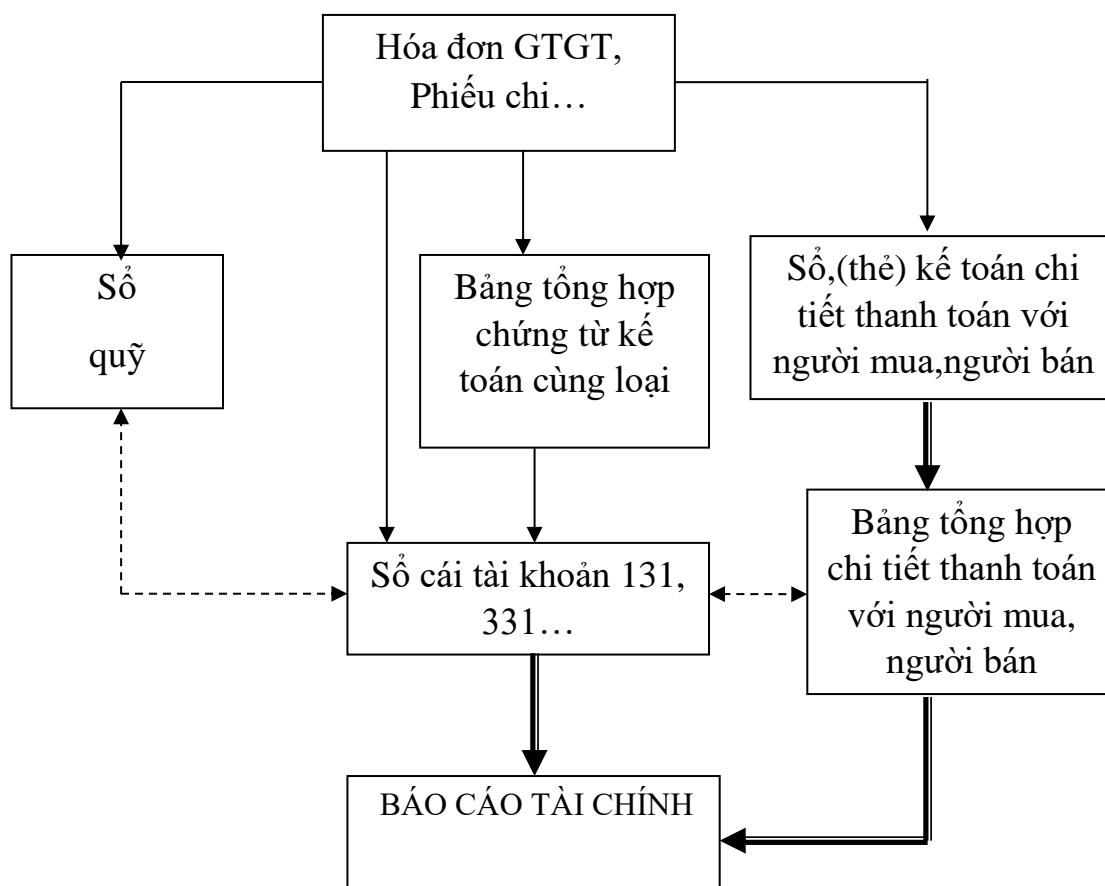 Hóa đơn GTGT,
Phiếu chi…
Sổ
quỹ
Bảng tổng hợp
chứng từ kế
toán cùng loại
Sổ,(thẻ) kế toán chi
tiết thanh toán với
người mua,người bán
Sổ cái tài khoản 131,
331…
Bảng tổng hợp
chi tiết thanh toán
với người mua,
người bán
BÁO CÁO TÀI CHÍNH